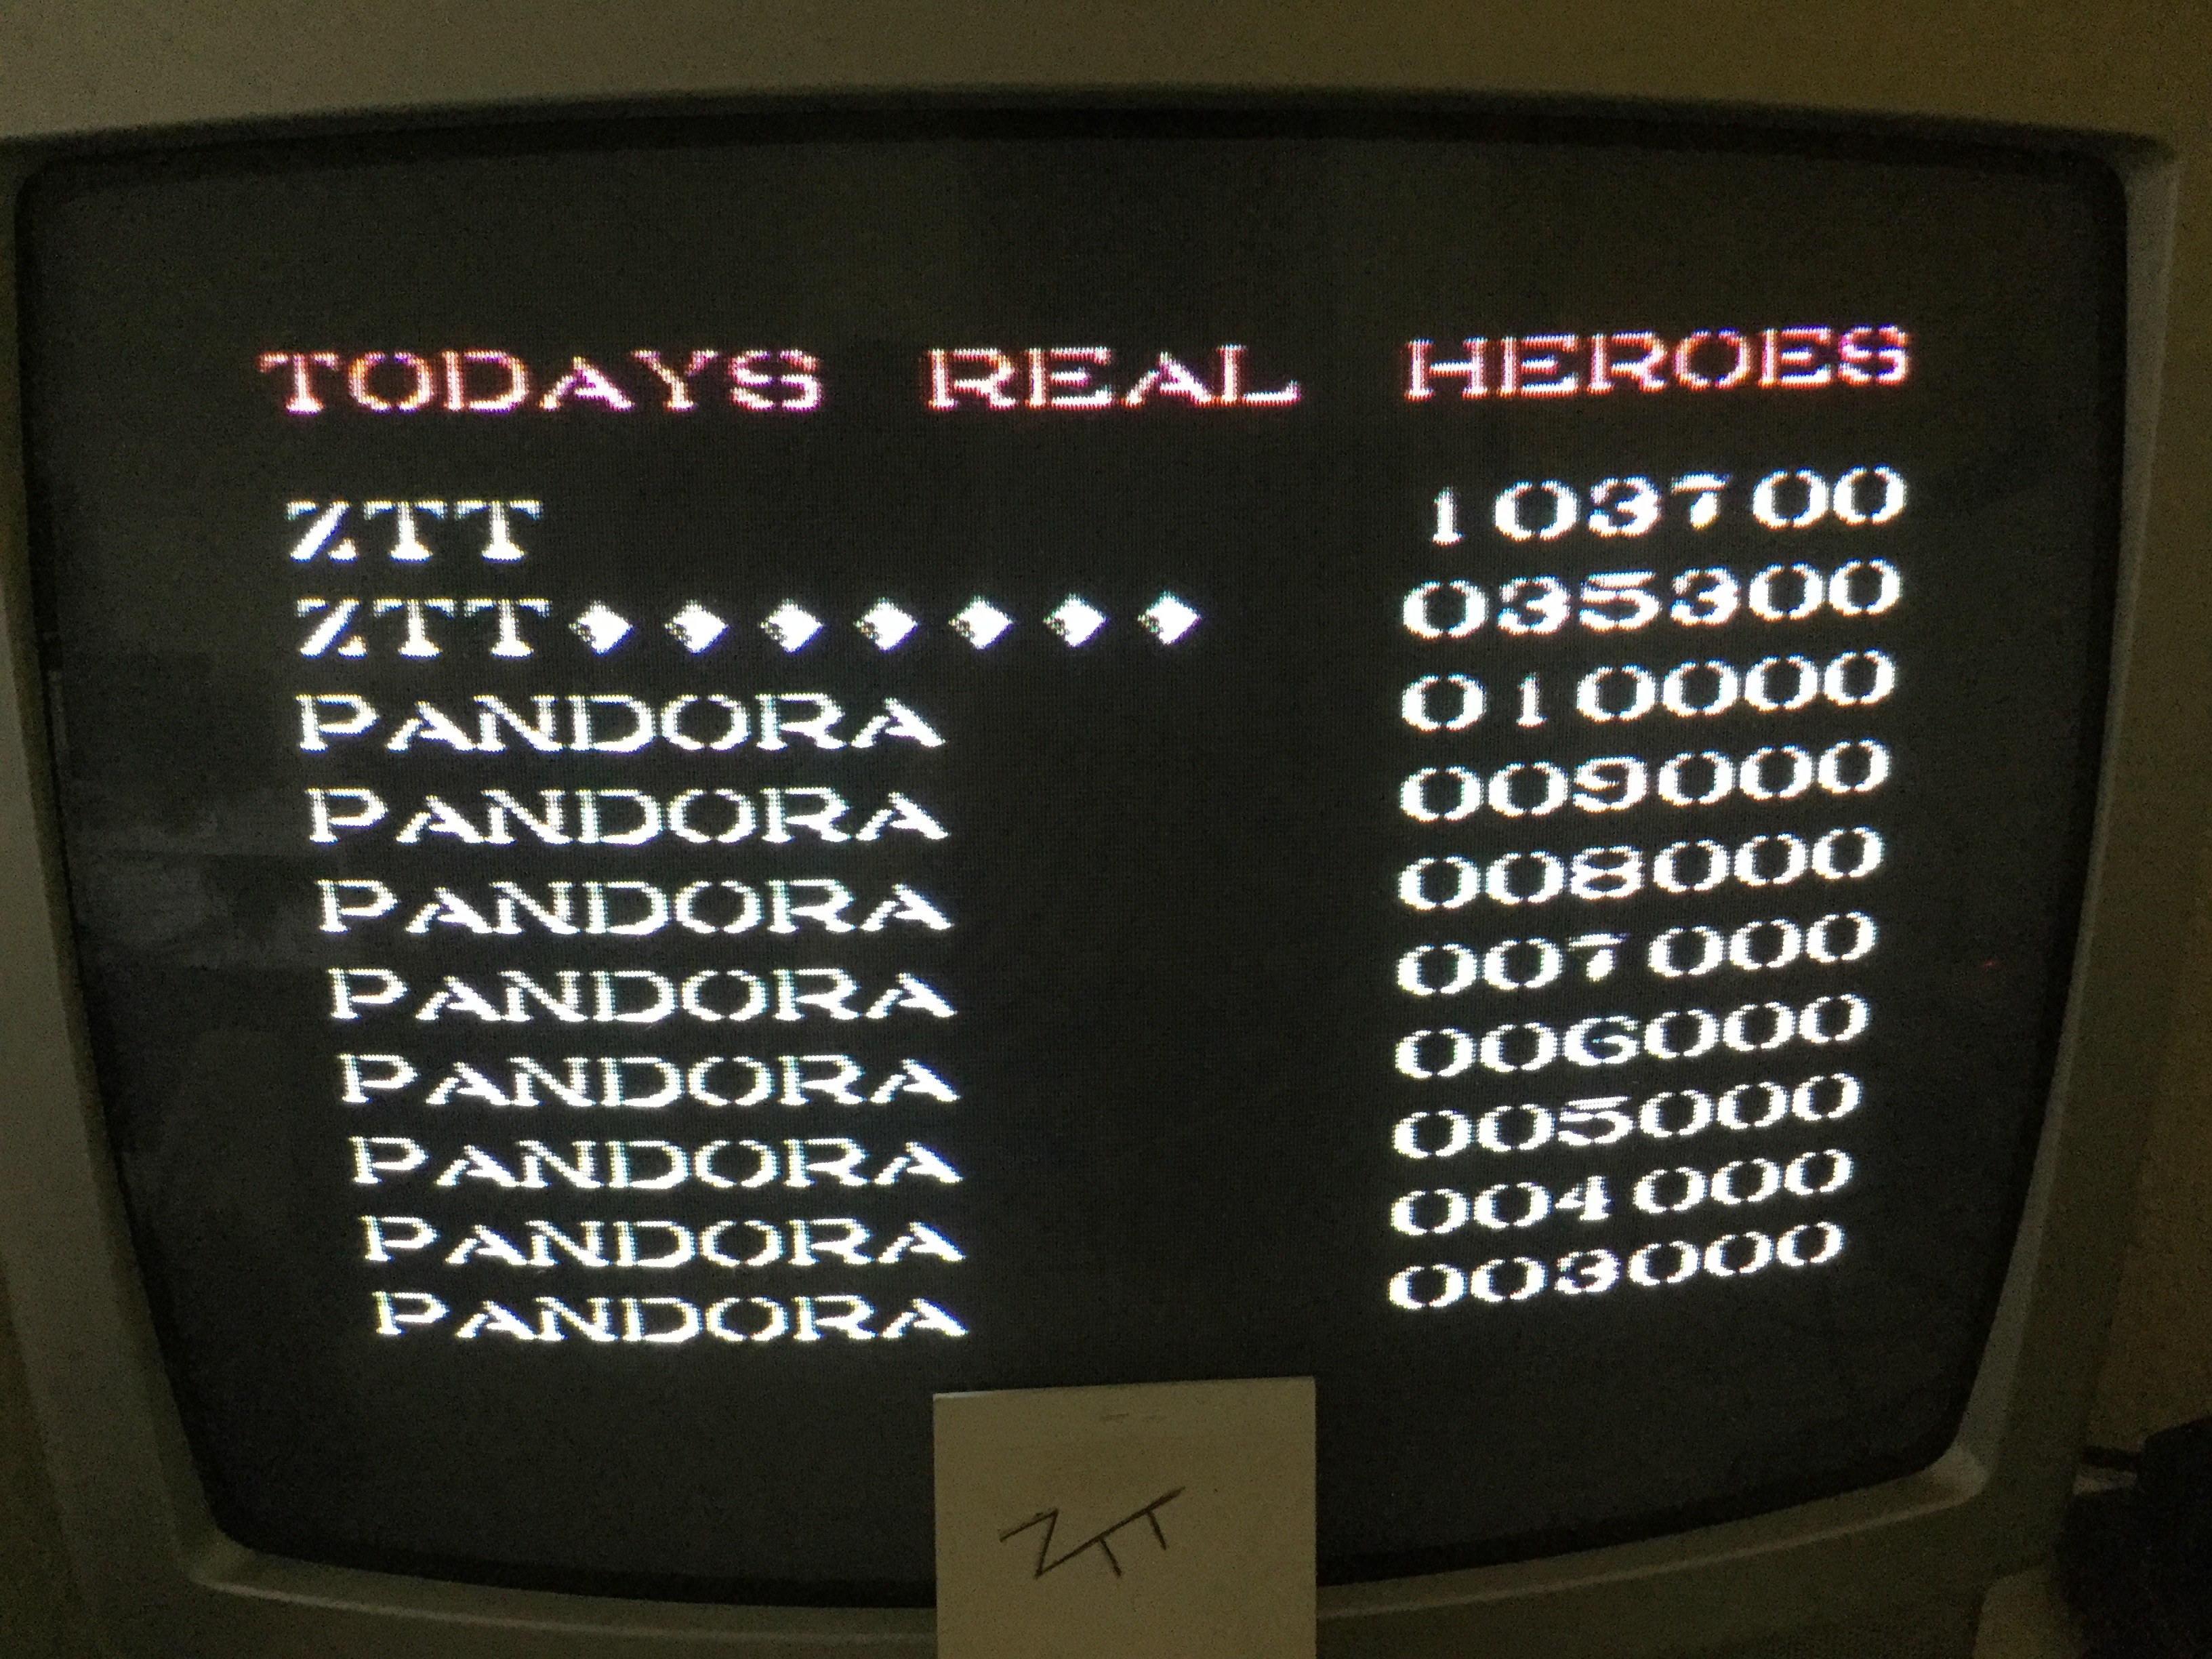 TODAYS REAL HEROES
ZTT 103700
ZTT◆◆◆◆◆◆◆ 035300
PANDORA 010000
PANDORA 009000
PANDORA 008000
PANDORA 007000
PANDORA 006000
PANDORA 005000
PANDORA 004000
PANDORA 003000
ZTT